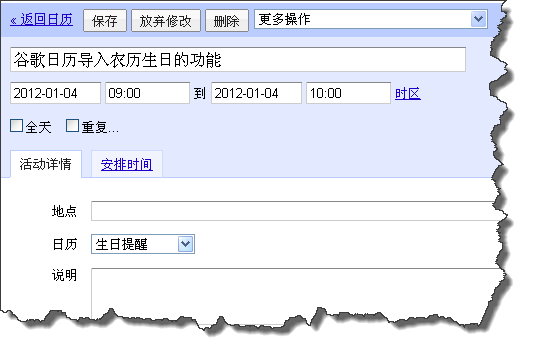 « 返回日历 保存 放弃修改 删除 更多操作
谷歌日历导入农历生日的功能
2012-01-04 09:00 到 2012-01-04 10:00 时区
全天 重复...
活动详情 安排时间
地点
日历 生日提醒
说明